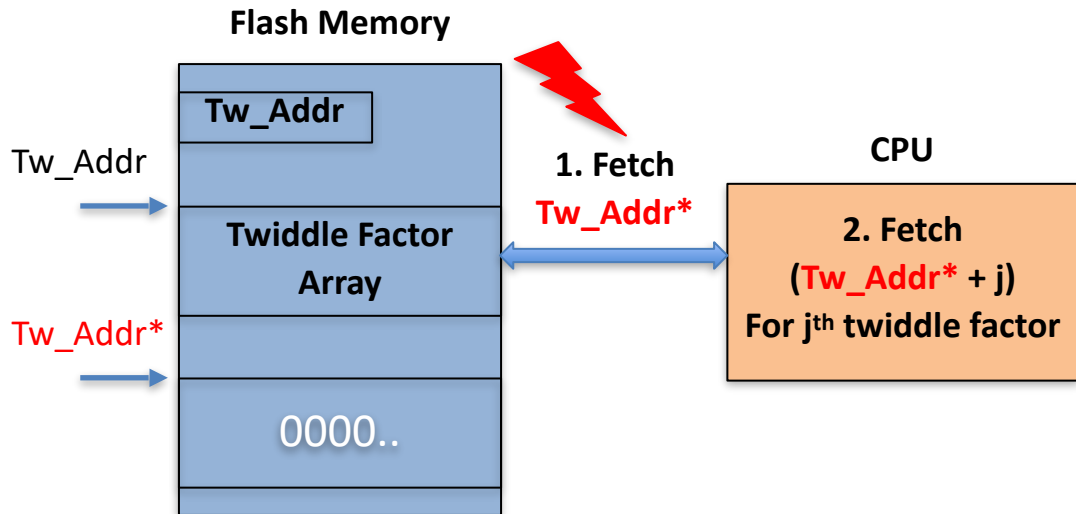 Flash Memory
Tw_Addr
Tw_Addr
Twiddle Factor
Array
Tw_Addr*
0000..
1. Fetch
Tw_Addr*
CPU
2. Fetch
(Tw_Addr* + j)
For jth twiddle factor